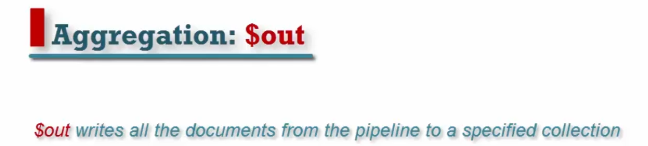 Aggregation: $out
$out writes all the documents from the pipeline to a specified collection